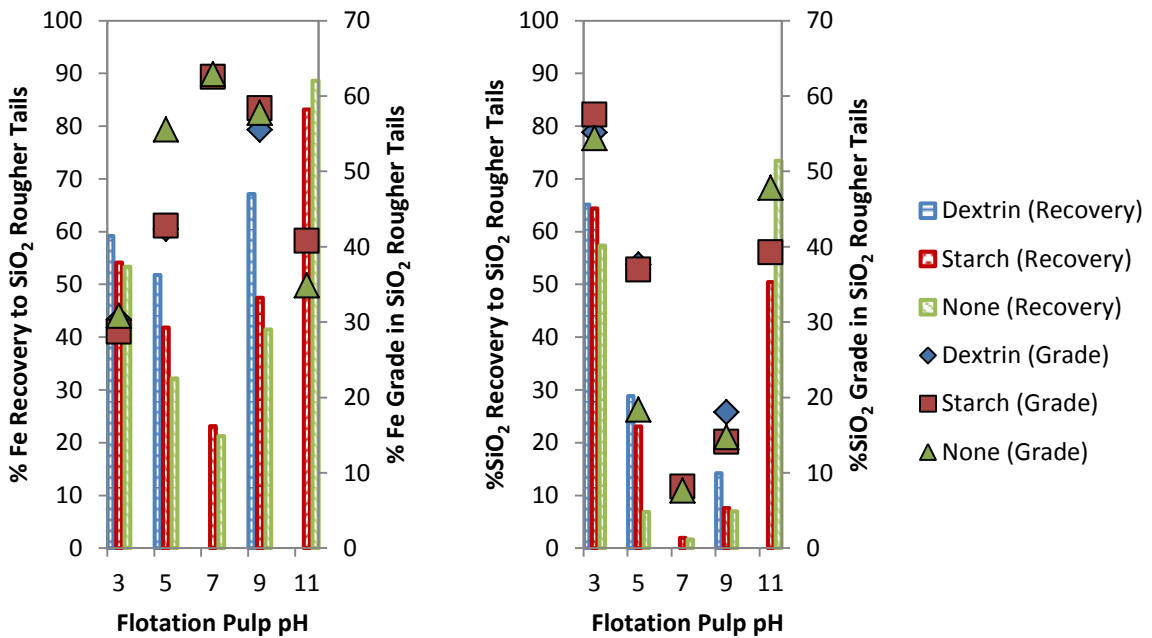 % Fe Recovery to SiO₂ Rougher Tails
100
90
80
70
60
50
40
30
20
10
0
70
60
50
40
30
20
10
0
% Fe Grade in SiO₂ Rougher Tails
3 5 7 9 11
Flotation Pulp pH
%SiO₂ Recovery to SiO₂ Rougher Tails
100
90
80
70
60
50
40
30
20
10
0
70
60
50
40
30
20
10
0
%SiO₂ Grade in SiO₂ Rougher Tails
3 5 7 9 11
Flotation Pulp pH
Dextrin (Recovery)
Starch (Recovery)
None (Recovery)
Dextrin (Grade)
Starch (Grade)
None (Grade)